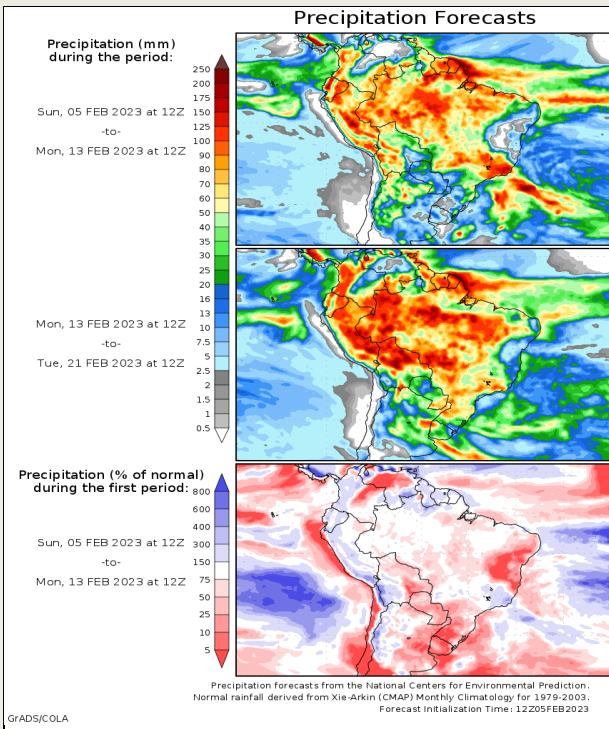 Precipitation Forecasts
Precipitation (mm)
during the period:
Sun, 05 FEB 2023 at 12Z
-to-
Mon, 13 FEB 2023 at 12Z
250
200
175
150
125
100
90
80
70
60
50
40
35
30
25
20
16
13
10
7.5
5
2.5
2
1.5
1
0.5
Mon, 13 FEB 2023 at 12Z
-to-
Tue, 21 FEB 2023 at 12Z
Precipitation (% of normal)
during the first period:
Sun, 05 FEB 2023 at 12Z
-to-
Mon, 13 FEB 2023 at 12Z
800
600
400
300
150
75
50
25
10
5
Precipitation forecasts from the National Centers for Environmental Prediction.
Normal rainfall derived from Xie-Arkin (CMAP) Monthly Climatology for 1979-2003.
Forecast Initialization Time: 12Z05FEB2023
GrADS/COLA